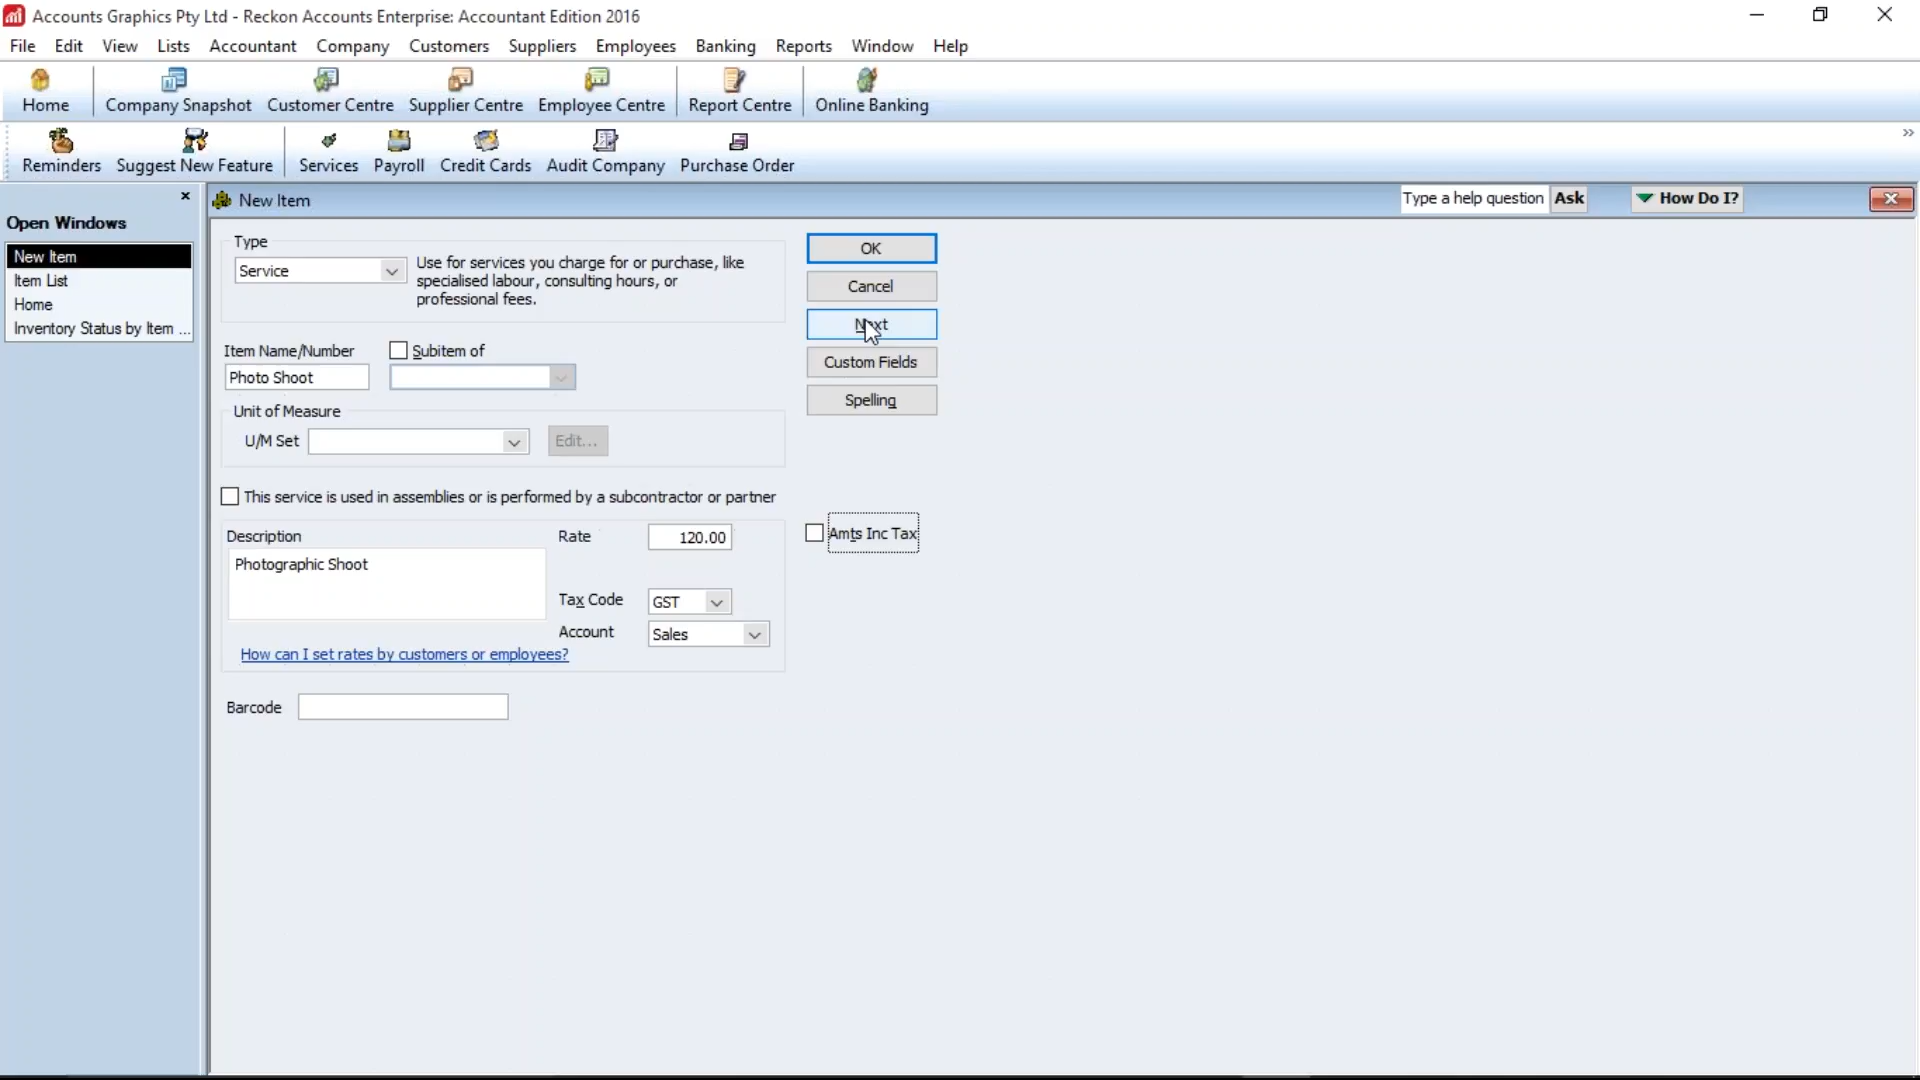 Accounts Graphics Pty Ltd - Reckon Accounts Enterprise: Accountant Edition 2016
File Edit View Lists Accountant Company Customers Suppliers Employees Banking Reports Window Help
Home Company Snapshot Customer Centre Supplier Centre Employee Centre Report Centre Online Banking
Reminders Suggest New Feature Services Payroll Credit Cards Audit Company Purchase Order
New Item Type a help question Ask How Do I?
Open Windows
New Item
Item List
Home
Inventory Status by Item ...
Type
Service
Use for services you charge for or purchase, like
specialised labour, consulting hours, or
professional fees.
OK
Cancel
Next
Custom Fields
Spelling
Item Name/Number Subitem of
Photo Shoot
Unit of Measure
U/M Set Edit...
This service is used in assemblies or is performed by a subcontractor or partner
Description Rate 120.00 Amts Inc Tax
Photographic Shoot
Tax Code GST
Account Sales
How can I set rates by customers or employees?
Barcode